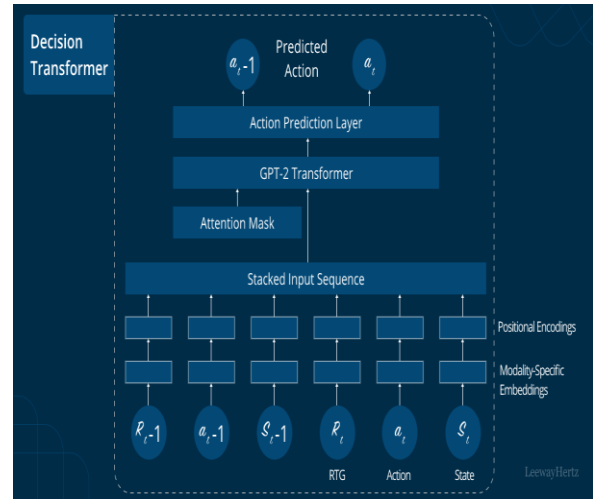 Decision
Transformer
Predicted
Action
a_t-1
a_t
Action Prediction Layer
GPT-2 Transformer
Attention Mask
Stacked Input Sequence
Positional Encodings
Modality-Specific
Embeddings
R_t-1
a_t-1
S_t-1
R_t
a_t
S_t
RTG
Action
State
LeewayHertz